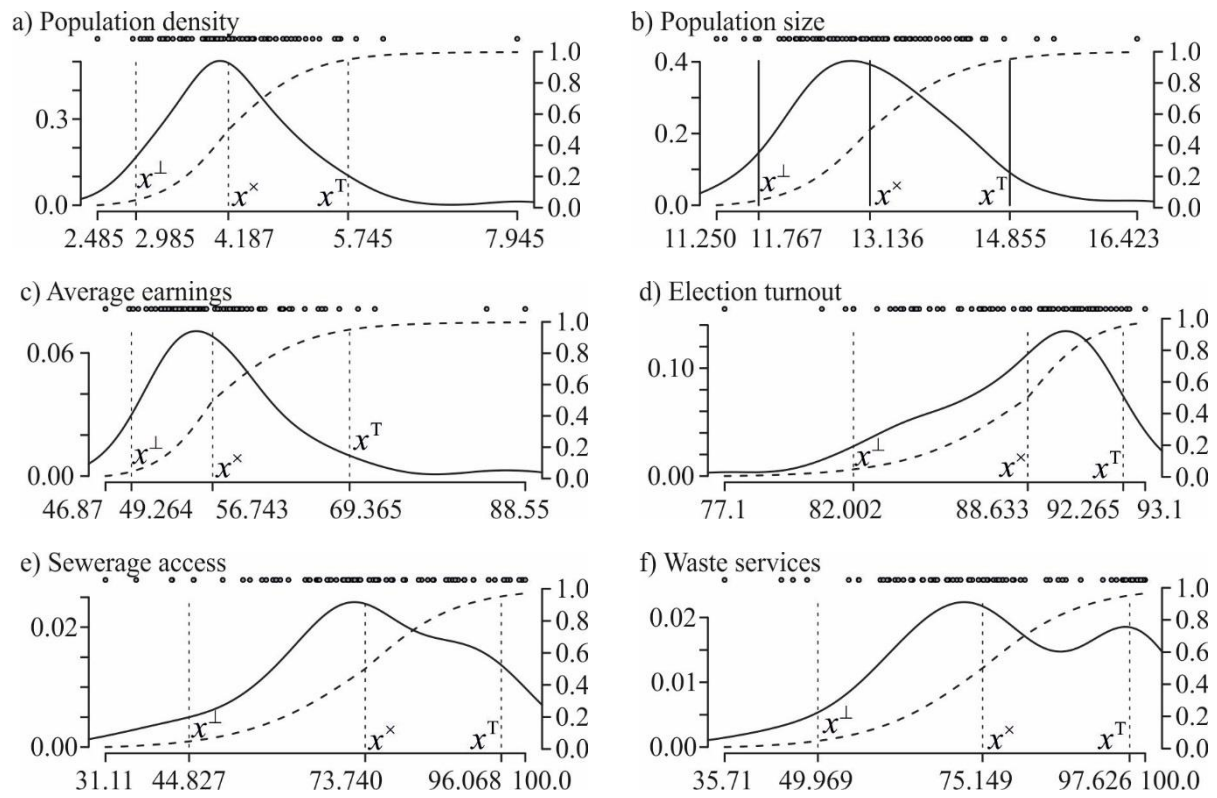 a) Population density
b) Population size
0.3
0.0
1.0
0.8
0.6
0.4
0.2
0.0
x⊥
x×
xT
2.485 2.985 4.187 5.745 7.945
0.4
0.2
0.0
1.0
0.8
0.6
0.4
0.2
0.0
x⊥
x×
xT
11.250 11.767 13.136 14.855 16.423
c) Average earnings
d) Election turnout
0.06
0.00
1.0
0.8
0.6
0.4
0.2
0.0
x⊥
x×
xT
46.87 49.264 56.743 69.365 88.55
0.10
0.00
1.0
0.8
0.6
0.4
0.2
0.0
x⊥
x×
xT
77.1 82.002 88.633 92.265 93.1
e) Sewerage access
f) Waste services
0.02
0.00
1.0
0.8
0.6
0.4
0.2
0.0
x⊥
x×
xT
31.11 44.827 73.740 96.068 100.0
0.02
0.01
0.00
1.0
0.8
0.6
0.4
0.2
0.0
x⊥
x×
xT
35.71 49.969 75.149 97.626 100.0